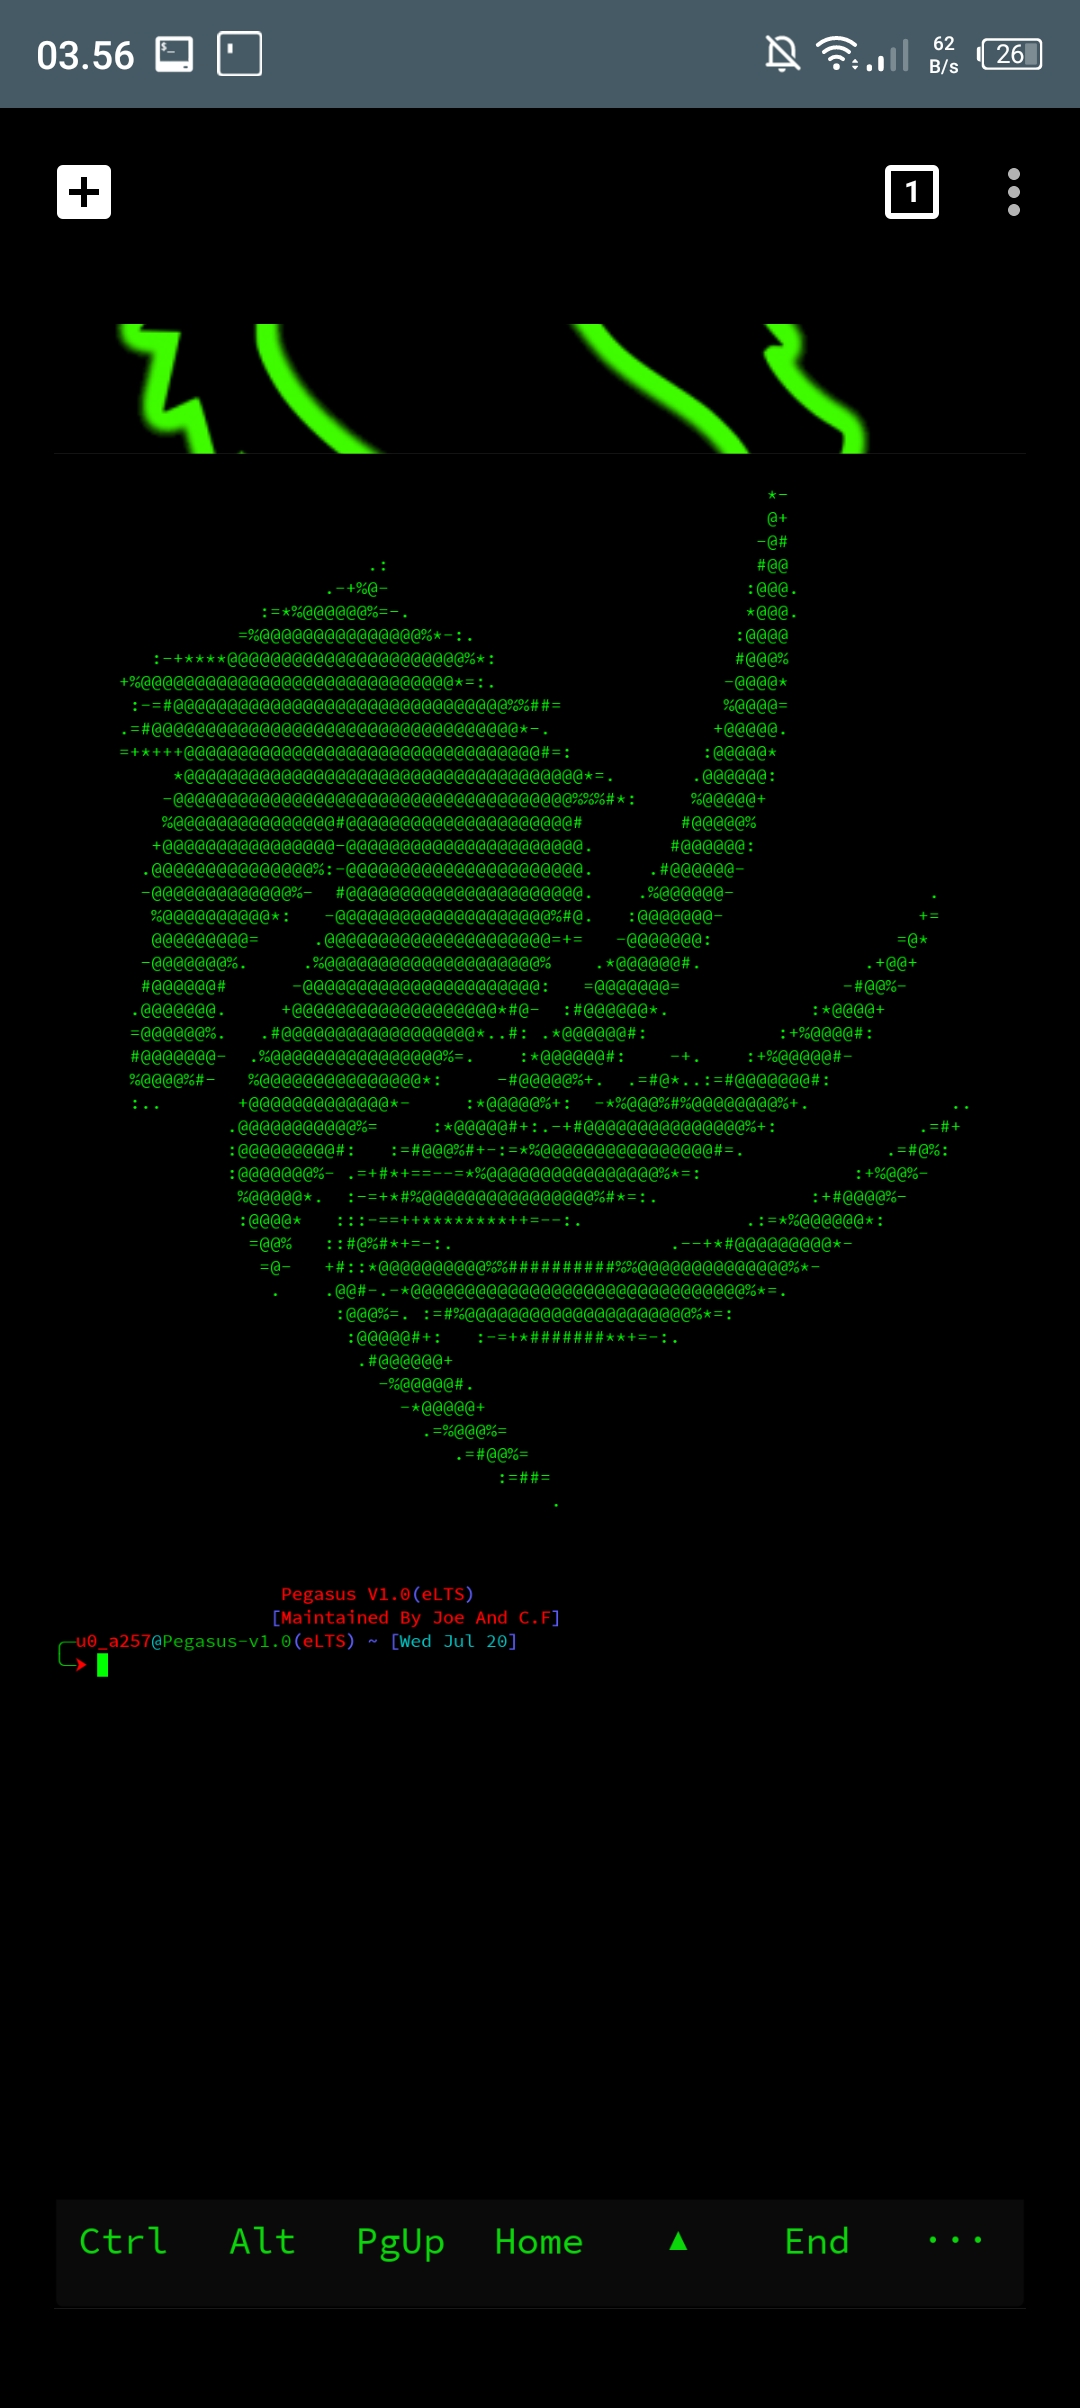 03.56
62
B/s
26
1
Pegasus V1.0(eLTS)
[Maintained By Joe And C.F]
u0_a257@Pegasus-v1.0(eLTS) ~ [Wed Jul 20]
Ctrl Alt PgUp Home ▲ End ···